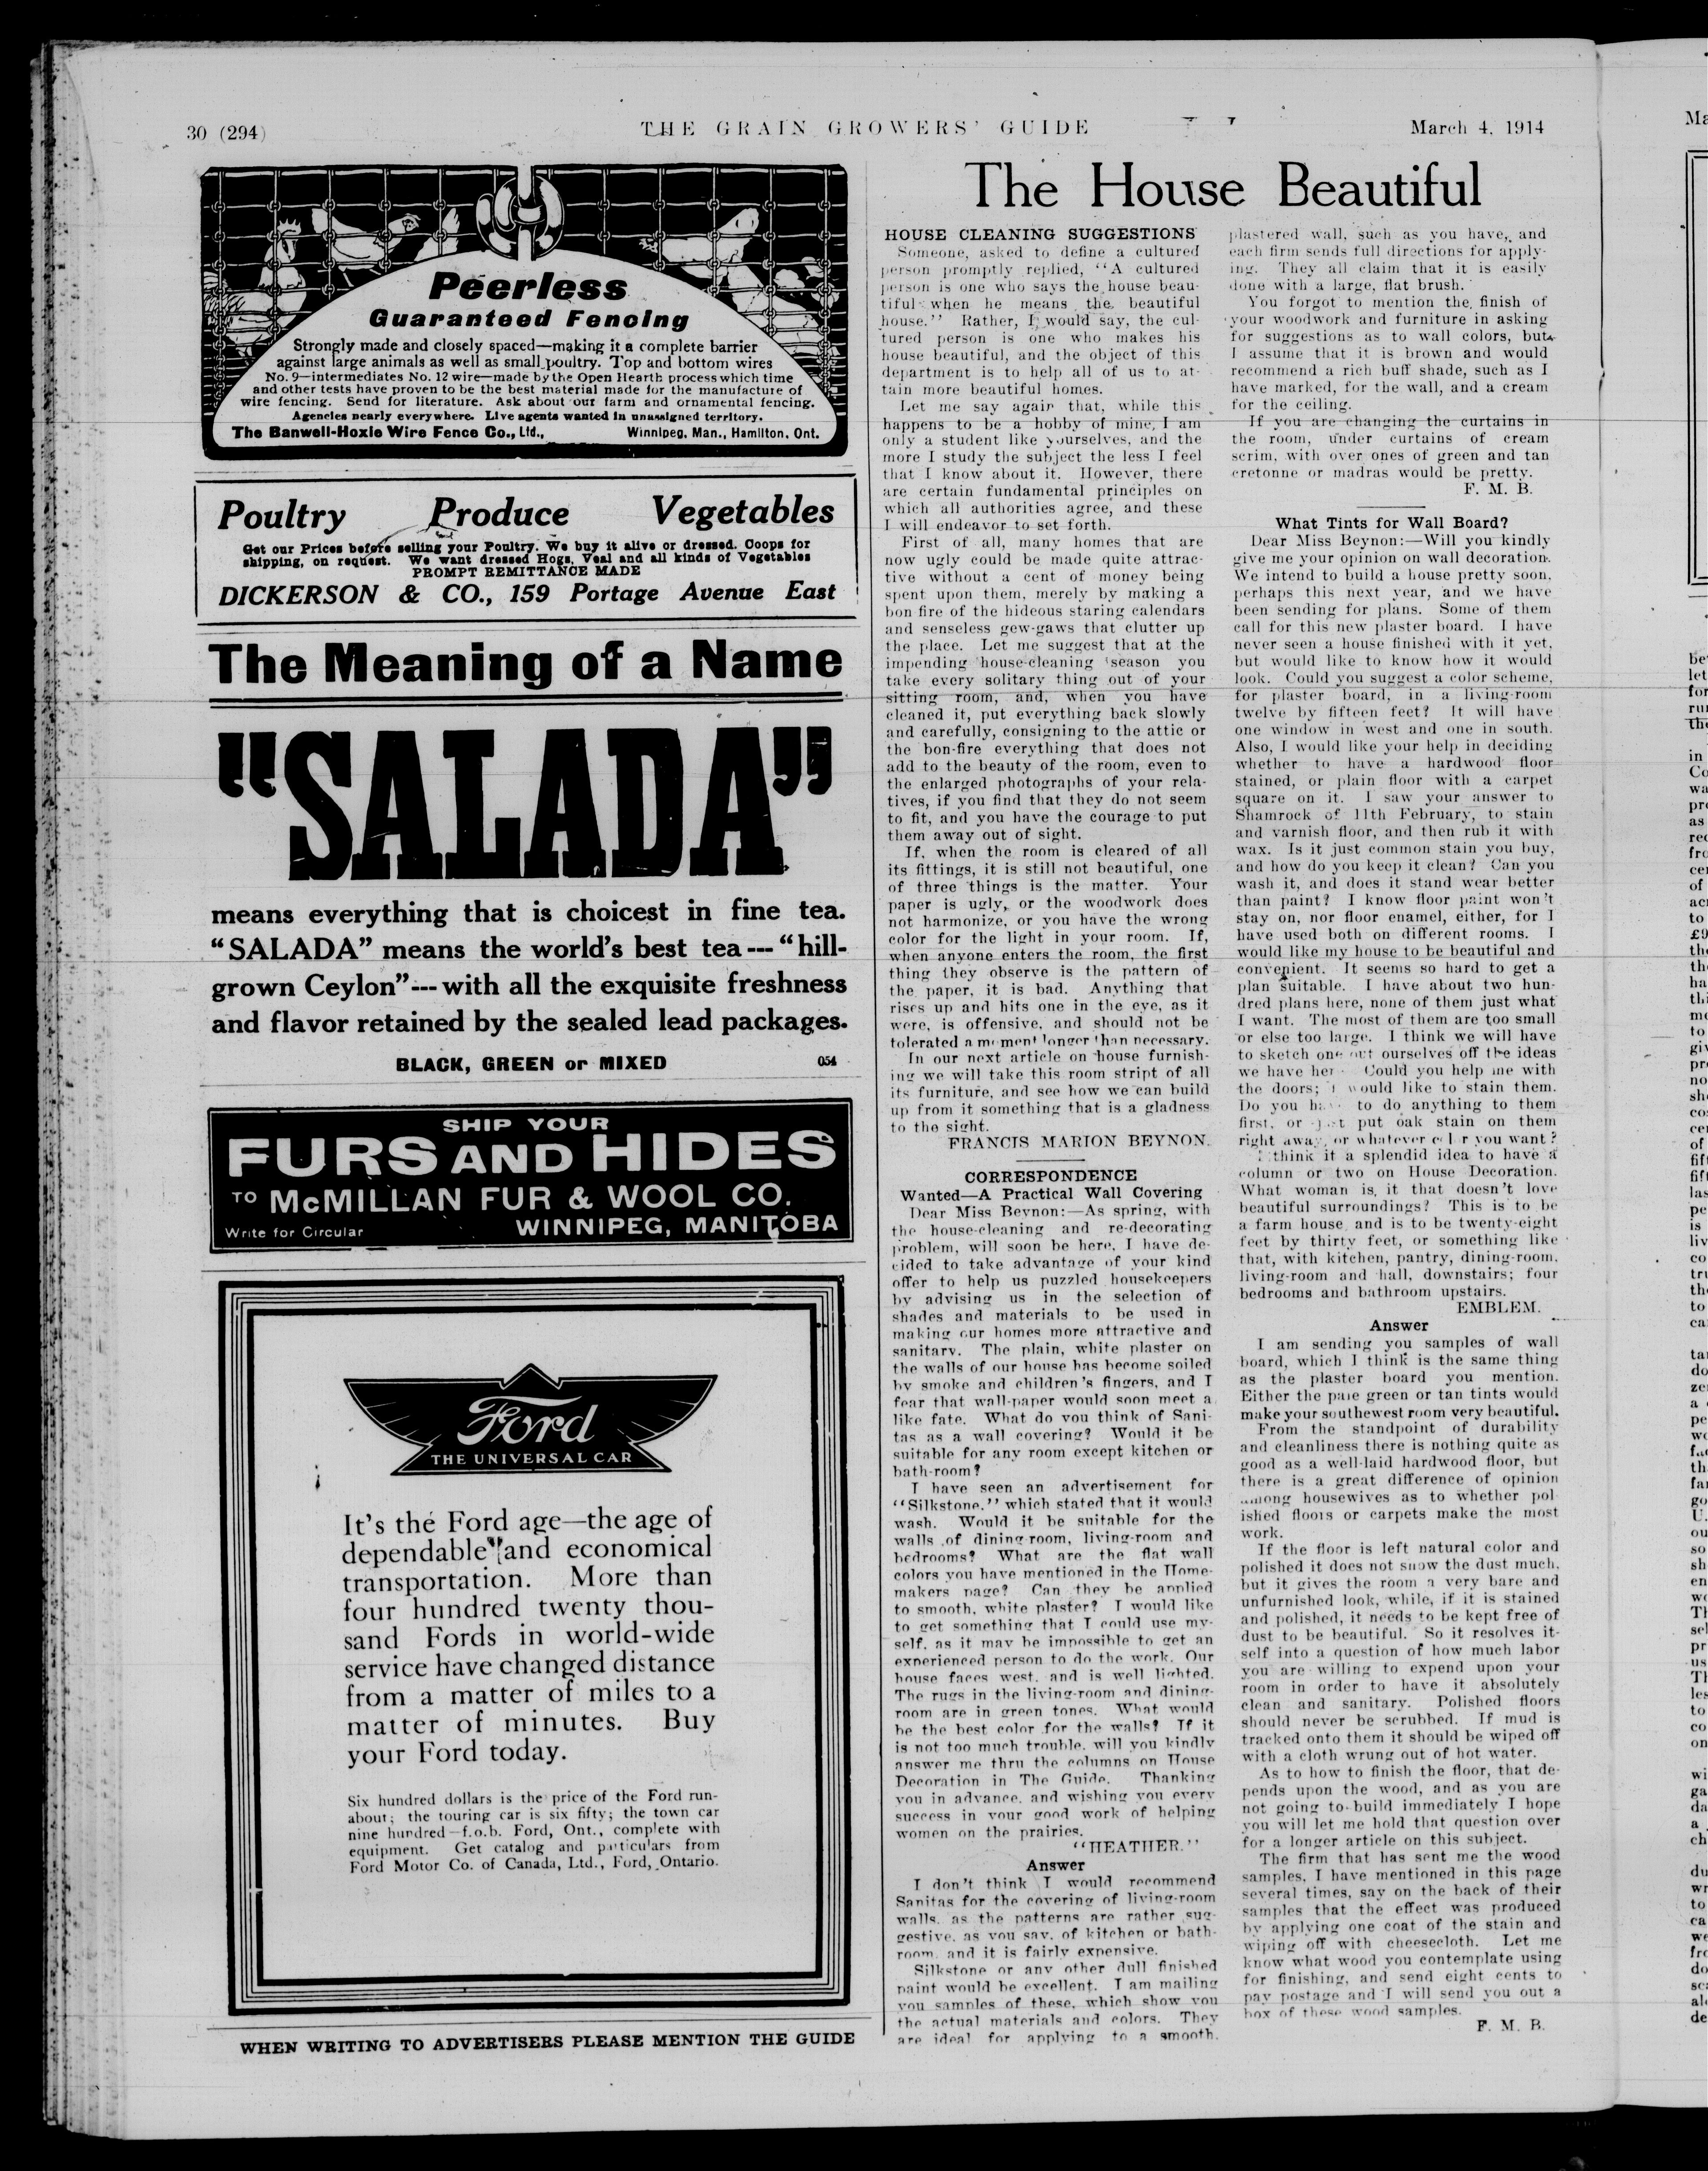 30 (294)
THE GRAIN GROWERS' GUIDE
March 4, 1914
Peerless
Guaranteed Fencing
Strongly made and closely spaced—making it a complete barrier
against large animals as well as small poultry. Top and bottom wires
No. 9—intermediates No. 12 wire—made by the Open Hearth process which time
and other tests have proven to be the best material made for the manufacture of
wire fencing. Send for literature. Ask about our farm and ornamental fencing.
Agencies nearly everywhere. Live agents wanted in unassigned territory.
The Banwell-Hoxie Wire Fence Co., Ltd., Winnipeg, Man., Hamilton, Ont.
Poultry Produce Vegetables
Get our Prices before selling your Poultry. We buy it alive or dressed. Coops for
shipping, on request. We want dressed Hogs, Veal and all kinds of Vegetables
PROMPT REMITTANCE MADE
DICKERSON & CO., 159 Portage Avenue East
The Meaning of a Name
"SALADA"
means everything that is choicest in fine tea.
"SALADA" means the world's best tea---"hill-
grown Ceylon"---with all the exquisite freshness
and flavor retained by the sealed lead packages.
BLACK, GREEN or MIXED 054
SHIP YOUR
FURS AND HIDES
TO McMILLAN FUR & WOOL CO.
Write for Circular WINNIPEG, MANITOBA
Ford
THE UNIVERSAL CAR
It's the Ford age—the age of
dependable and economical
transportation. More than
four hundred twenty thou-
sand Fords in world-wide
service have changed distance
from a matter of miles to a
matter of minutes. Buy
your Ford today.
Six hundred dollars is the price of the Ford run-
about; the touring car is six fifty; the town car
nine hundred—f.o.b. Ford, Ont., complete with
equipment. Get catalog and particulars from
Ford Motor Co. of Canada, Ltd., Ford, Ontario.
WHEN WRITING TO ADVERTISERS PLEASE MENTION THE GUIDE
The House Beautiful
HOUSE CLEANING SUGGESTIONS
Someone, asked to define a cultured
person promptly replied, "A cultured
person is one who says the house beau-
tiful when he means the beautiful
house." Rather, I would say, the cul-
tured person is one who makes his
house beautiful, and the object of this
department is to help all of us to at-
tain more beautiful homes.
Let me say again that, while this
happens to be a hobby of mine, I am
only a student like yourselves, and the
more I study the subject the less I feel
that I know about it. However, there
are certain fundamental principles on
which all authorities agree, and these
I will endeavor to set forth.
First of all, many homes that are
now ugly could be made quite attrac-
tive without a cent of money being
spent upon them, merely by making a
bon fire of the hideous staring calendars
and senseless gew-gaws that clutter up
the place. Let me suggest that at the
impending house-cleaning season you
take every solitary thing out of your
sitting room, and, when you have
cleaned it, put everything back slowly
and carefully, consigning to the attic or
the bon-fire everything that does not
add to the beauty of the room, even to
the enlarged photographs of your rela-
tives, if you find that they do not seem
to fit, and you have the courage to put
them away out of sight.
If, when the room is cleared of all
its fittings, it is still not beautiful, one
of three things is the matter. Your
paper is ugly, or the woodwork does
not harmonize, or you have the wrong
color for the light in your room. If,
when anyone enters the room, the first
thing they observe is the pattern of
the paper, it is bad. Anything that
rises up and hits one in the eye, as it
were, is offensive, and should not be
tolerated a moment longer than necessary.
In our next article on house furnish-
ing we will take this room stript of all
its furniture, and see how we can build
up from it something that is a gladness
to the sight.
FRANCIS MARION BEYNON.
CORRESPONDENCE
Wanted—A Practical Wall Covering
Dear Miss Beynon:—As spring, with
the house-cleaning and re-decorating
problem, will soon be here, I have de-
cided to take advantage of your kind
offer to help us puzzled housekeepers
by advising us in the selection of
shades and materials to be used in
making our homes more attractive and
sanitary. The plain, white plaster on
the walls of our house has become soiled
by smoke and children's fingers, and I
fear that wall-paper would soon meet a
like fate. What do you think of Sani-
tas as a wall covering? Would it be
suitable for any room except kitchen or
bath-room?
I have seen an advertisement for
"Silkstone," which stated that it would
wash. Would it be suitable for the
walls of dining-room, living-room and
bedrooms? What are the flat wall
colors you have mentioned in the Home-
makers page? Can they be applied
to smooth, white plaster? I would like
to get something that I could use my-
self, as it may be impossible to get an
experienced person to do the work. Our
house faces west, and is well lighted.
The rugs in the living-room and dining-
room are in green tones. What would
be the best color for the walls? If it
is not too much trouble, will you kindly
answer me thru the columns on House
Decoration in The Guide. Thanking
you in advance, and wishing you every
success in your good work of helping
women on the prairies.
"HEATHER."
Answer
I don't think I would recommend
Sanitas for the covering of living-room
walls, as the patterns are rather sug-
gestive, as you say, of kitchen or bath-
room, and it is fairly expensive.
Silkstone or any other dull finished
paint would be excellent. I am mailing
you samples of these, which show you
the actual materials and colors. They
are ideal for applying to a smooth,
plastered wall, such as you have, and
each firm sends full directions for apply-
ing. They all claim that it is easily
done with a large, flat brush.
You forgot to mention the finish of
your woodwork and furniture in asking
for suggestions as to wall colors, but
I assume that it is brown and would
recommend a rich buff shade, such as I
have marked, for the wall, and a cream
for the ceiling.
If you are changing the curtains in
the room, under curtains of cream
scrim, with over ones of green and tan
cretonne or madras would be pretty.
F. M. B.
What Tints for Wall Board?
Dear Miss Beynon:—Will you kindly
give me your opinion on wall decoration.
We intend to build a house pretty soon,
perhaps this next year, and we have
been sending for plans. Some of them
call for this new plaster board. I have
never seen a house finished with it yet,
but would like to know how it would
look. Could you suggest a color scheme,
for plaster board, in a living-room
twelve by fifteen feet? It will have
one window in west and one in south.
Also, I would like your help in deciding
whether to have a hardwood floor
stained, or plain floor with a carpet
square on it. I saw your answer to
Shamrock of 11th February, to stain
and varnish floor, and then rub it with
wax. Is it just common stain you buy,
and how do you keep it clean? Can you
wash it, and does it stand wear better
than paint? I know floor paint won't
stay on, nor floor enamel, either, for I
have used both on different rooms. I
would like my house to be beautiful and
convenient. It seems so hard to get a
plan suitable. I have about two hun-
dred plans here, none of them just what
I want. The most of them are too small
or else too large. I think we will have
to sketch one out ourselves off the ideas
we have Could you help me with
the doors; I would like to stain them.
Do you to do anything to them
first, or put oak stain on them
right away, or whatever you want?
I think it a splendid idea to have a
column or two on House Decoration.
What woman is it that doesn't love
beautiful surroundings? This is to be
a farm house and is to be twenty-eight
feet by thirty feet, or something like
that, with kitchen, pantry, dining-room,
living-room and hall, downstairs; four
bedrooms and bathroom upstairs.
EMBLEM.
Answer
I am sending you samples of wall
board, which I think is the same thing
as the plaster board you mention.
Either the pale green or tan tints would
make your southewest room very beautiful.
From the standpoint of durability
and cleanliness there is nothing quite as
good as a well-laid hardwood floor, but
there is a great difference of opinion
among housewives as to whether pol-
ished floors or carpets make the most
work.
If the floor is left natural color and
polished it does not show the dust much,
but it gives the room a very bare and
unfurnished look, while, if it is stained
and polished, it needs to be kept free of
dust to be beautiful. So it resolves it-
self into a question of how much labor
you are willing to expend upon your
room in order to have it absolutely
clean and sanitary. Polished floors
should never be scrubbed. If mud is
tracked onto them it should be wiped off
with a cloth wrung out of hot water.
As to how to finish the floor, that de-
pends upon the wood, and as you are
not going to build immediately I hope
you will let me hold that question over
for a longer article on this subject.
The firm that has sent me the wood
samples, I have mentioned in this page
several times, say on the back of their
samples that the effect was produced
by applying one coat of the stain and
wiping off with cheesecloth. Let me
know what wood you contemplate using
for finishing, and send eight cents to
pay postage and I will send you out a
box of these wood samples.
F. M. B.